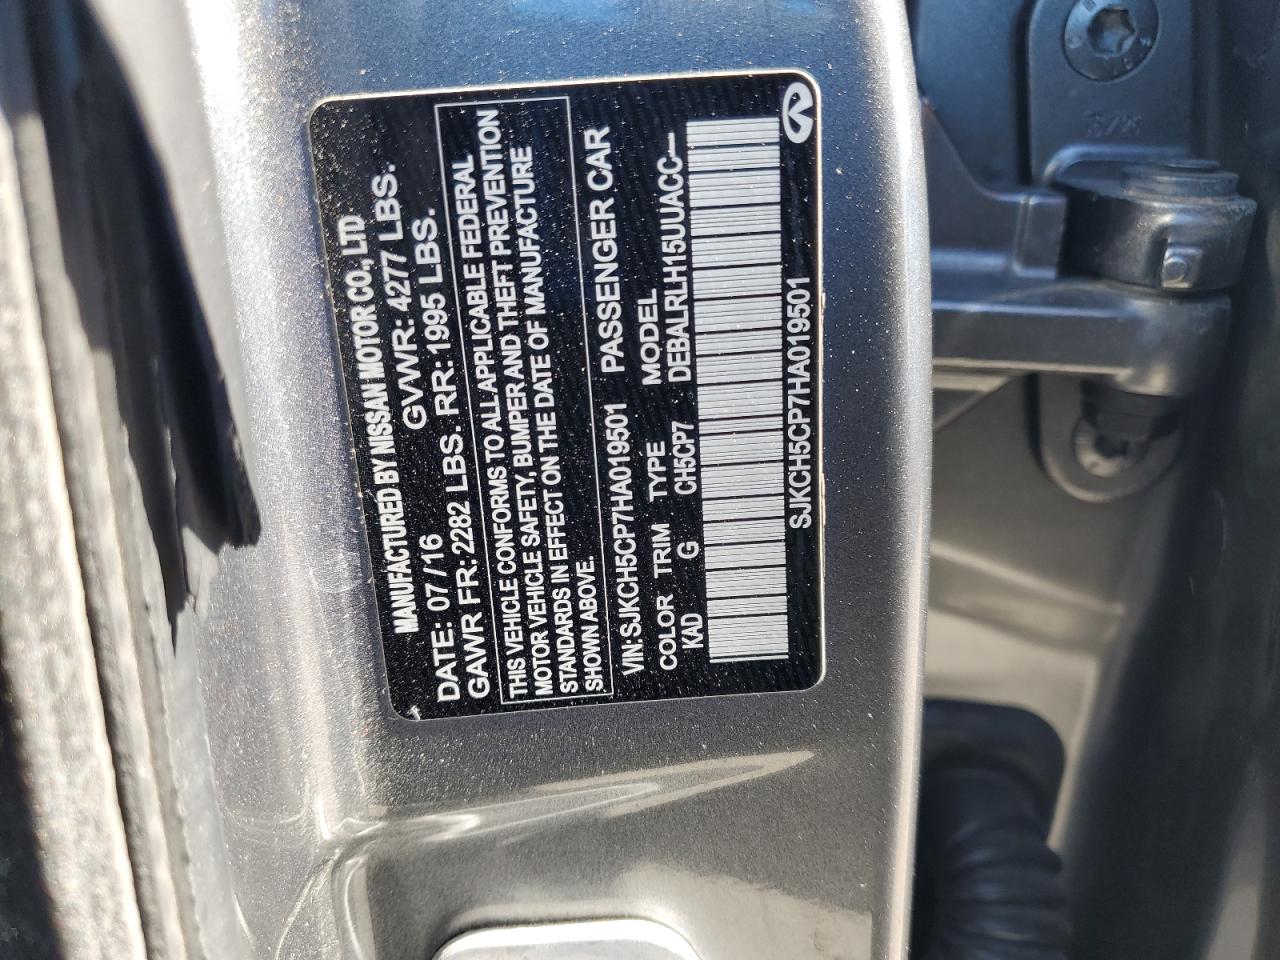 MANUFACTURED BY NISSAN MOTOR CO., LTD
DATE: 07/16 GVWR: 4277 LBS.
GAWR FR: 2282 LBS. RR: 1995 LBS.
THIS VEHICLE CONFORMS TO ALL APPLICABLE FEDERAL
MOTOR VEHICLE SAFETY, BUMPER AND THEFT PREVENTION
STANDARDS IN EFFECT ON THE DATE OF MANUFACTURE
SHOWN ABOVE.
VIN: SJKCH5CP7HA019501 PASSENGER CAR
COLOR TRIM TYPE MODEL
KAD G CH5CP7 DEBALRLH15UUACC—
SJKCH5CP7HA019501